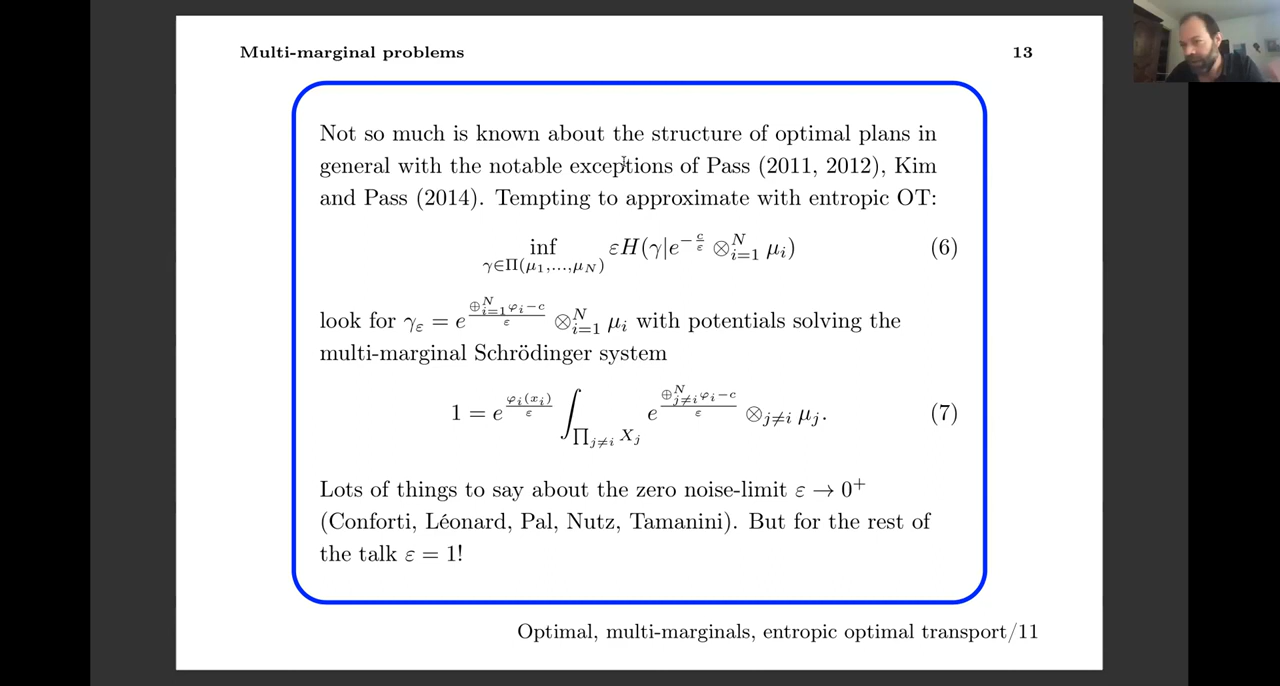 Multi-marginal problems 13
Not so much is known about the structure of optimal plans in
general with the notable exceptions of Pass (2011, 2012), Kim
and Pass (2014). Tempting to approximate with entropic OT:
inf_{γ∈Π(μ_1,...,μ_N)} εH(γ|e^{-c/ε} ⊗_{i=1}^N μ_i) (6)
look for γ_ε = e^{(⊕_{i=1}^N φ_i − c)/ε} ⊗_{i=1}^N μ_i with potentials solving the
multi-marginal Schrödinger system
1 = e^{φ_i(x_i)/ε} ∫_{∏_{j≠i} X_j} e^{(⊕_{j≠i}^N φ_i − c)/ε} ⊗_{j≠i} μ_j. (7)
Lots of things to say about the zero noise-limit ε → 0^+
(Conforti, Léonard, Pal, Nutz, Tamanini). But for the rest of
the talk ε = 1!
Optimal, multi-marginals, entropic optimal transport/11